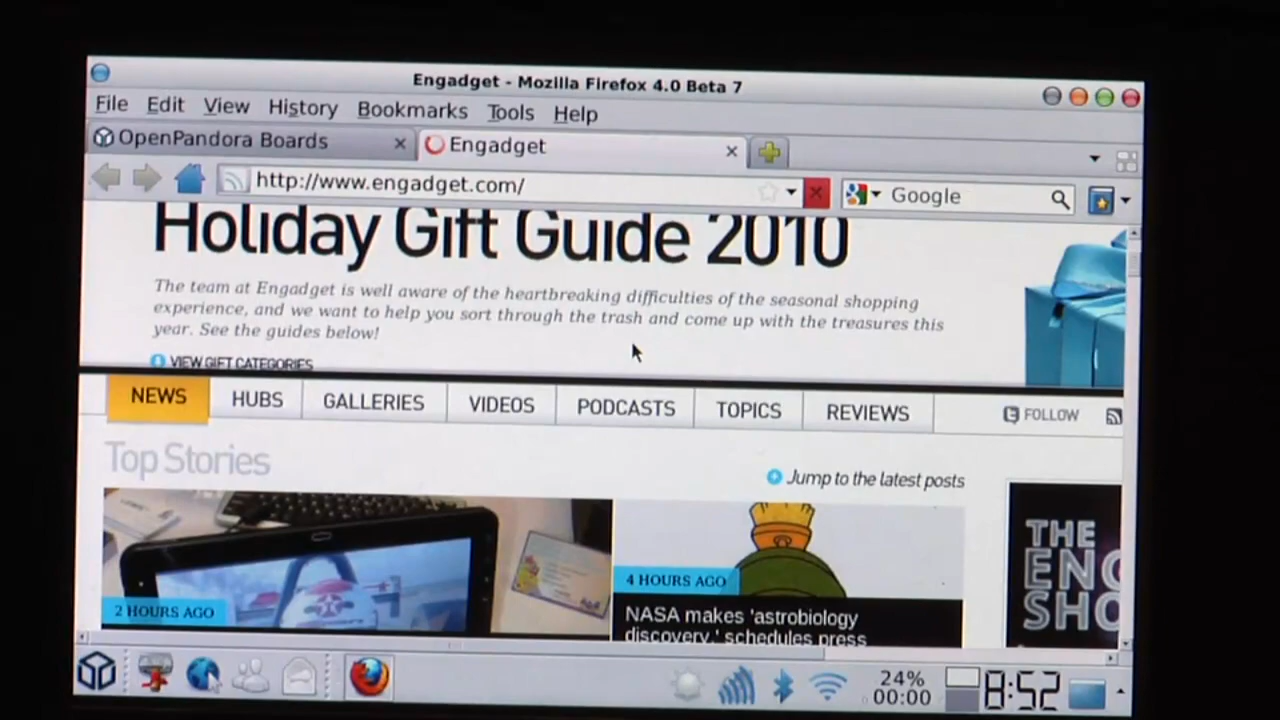 Engadget - Mozilla Firefox 4.0 Beta 7
File Edit View History Bookmarks Tools Help
OpenPandora Boards
Engadget
http://www.engadget.com/
Google
Holiday Gift Guide 2010
The team at Engadget is well aware of the heartbreaking difficulties of the seasonal shopping
experience, and we want to help you sort through the trash and come up with the treasures this
year. See the guides below!
VIEW GIFT CATEGORIES
NEWS HUBS GALLERIES VIDEOS PODCASTS TOPICS REVIEWS
FOLLOW
Top Stories
Jump to the latest posts
2 HOURS AGO
4 HOURS AGO
NASA makes 'astrobiology
discovery,' schedules press
THE
ENG
SHO
24%
00:00
8:52